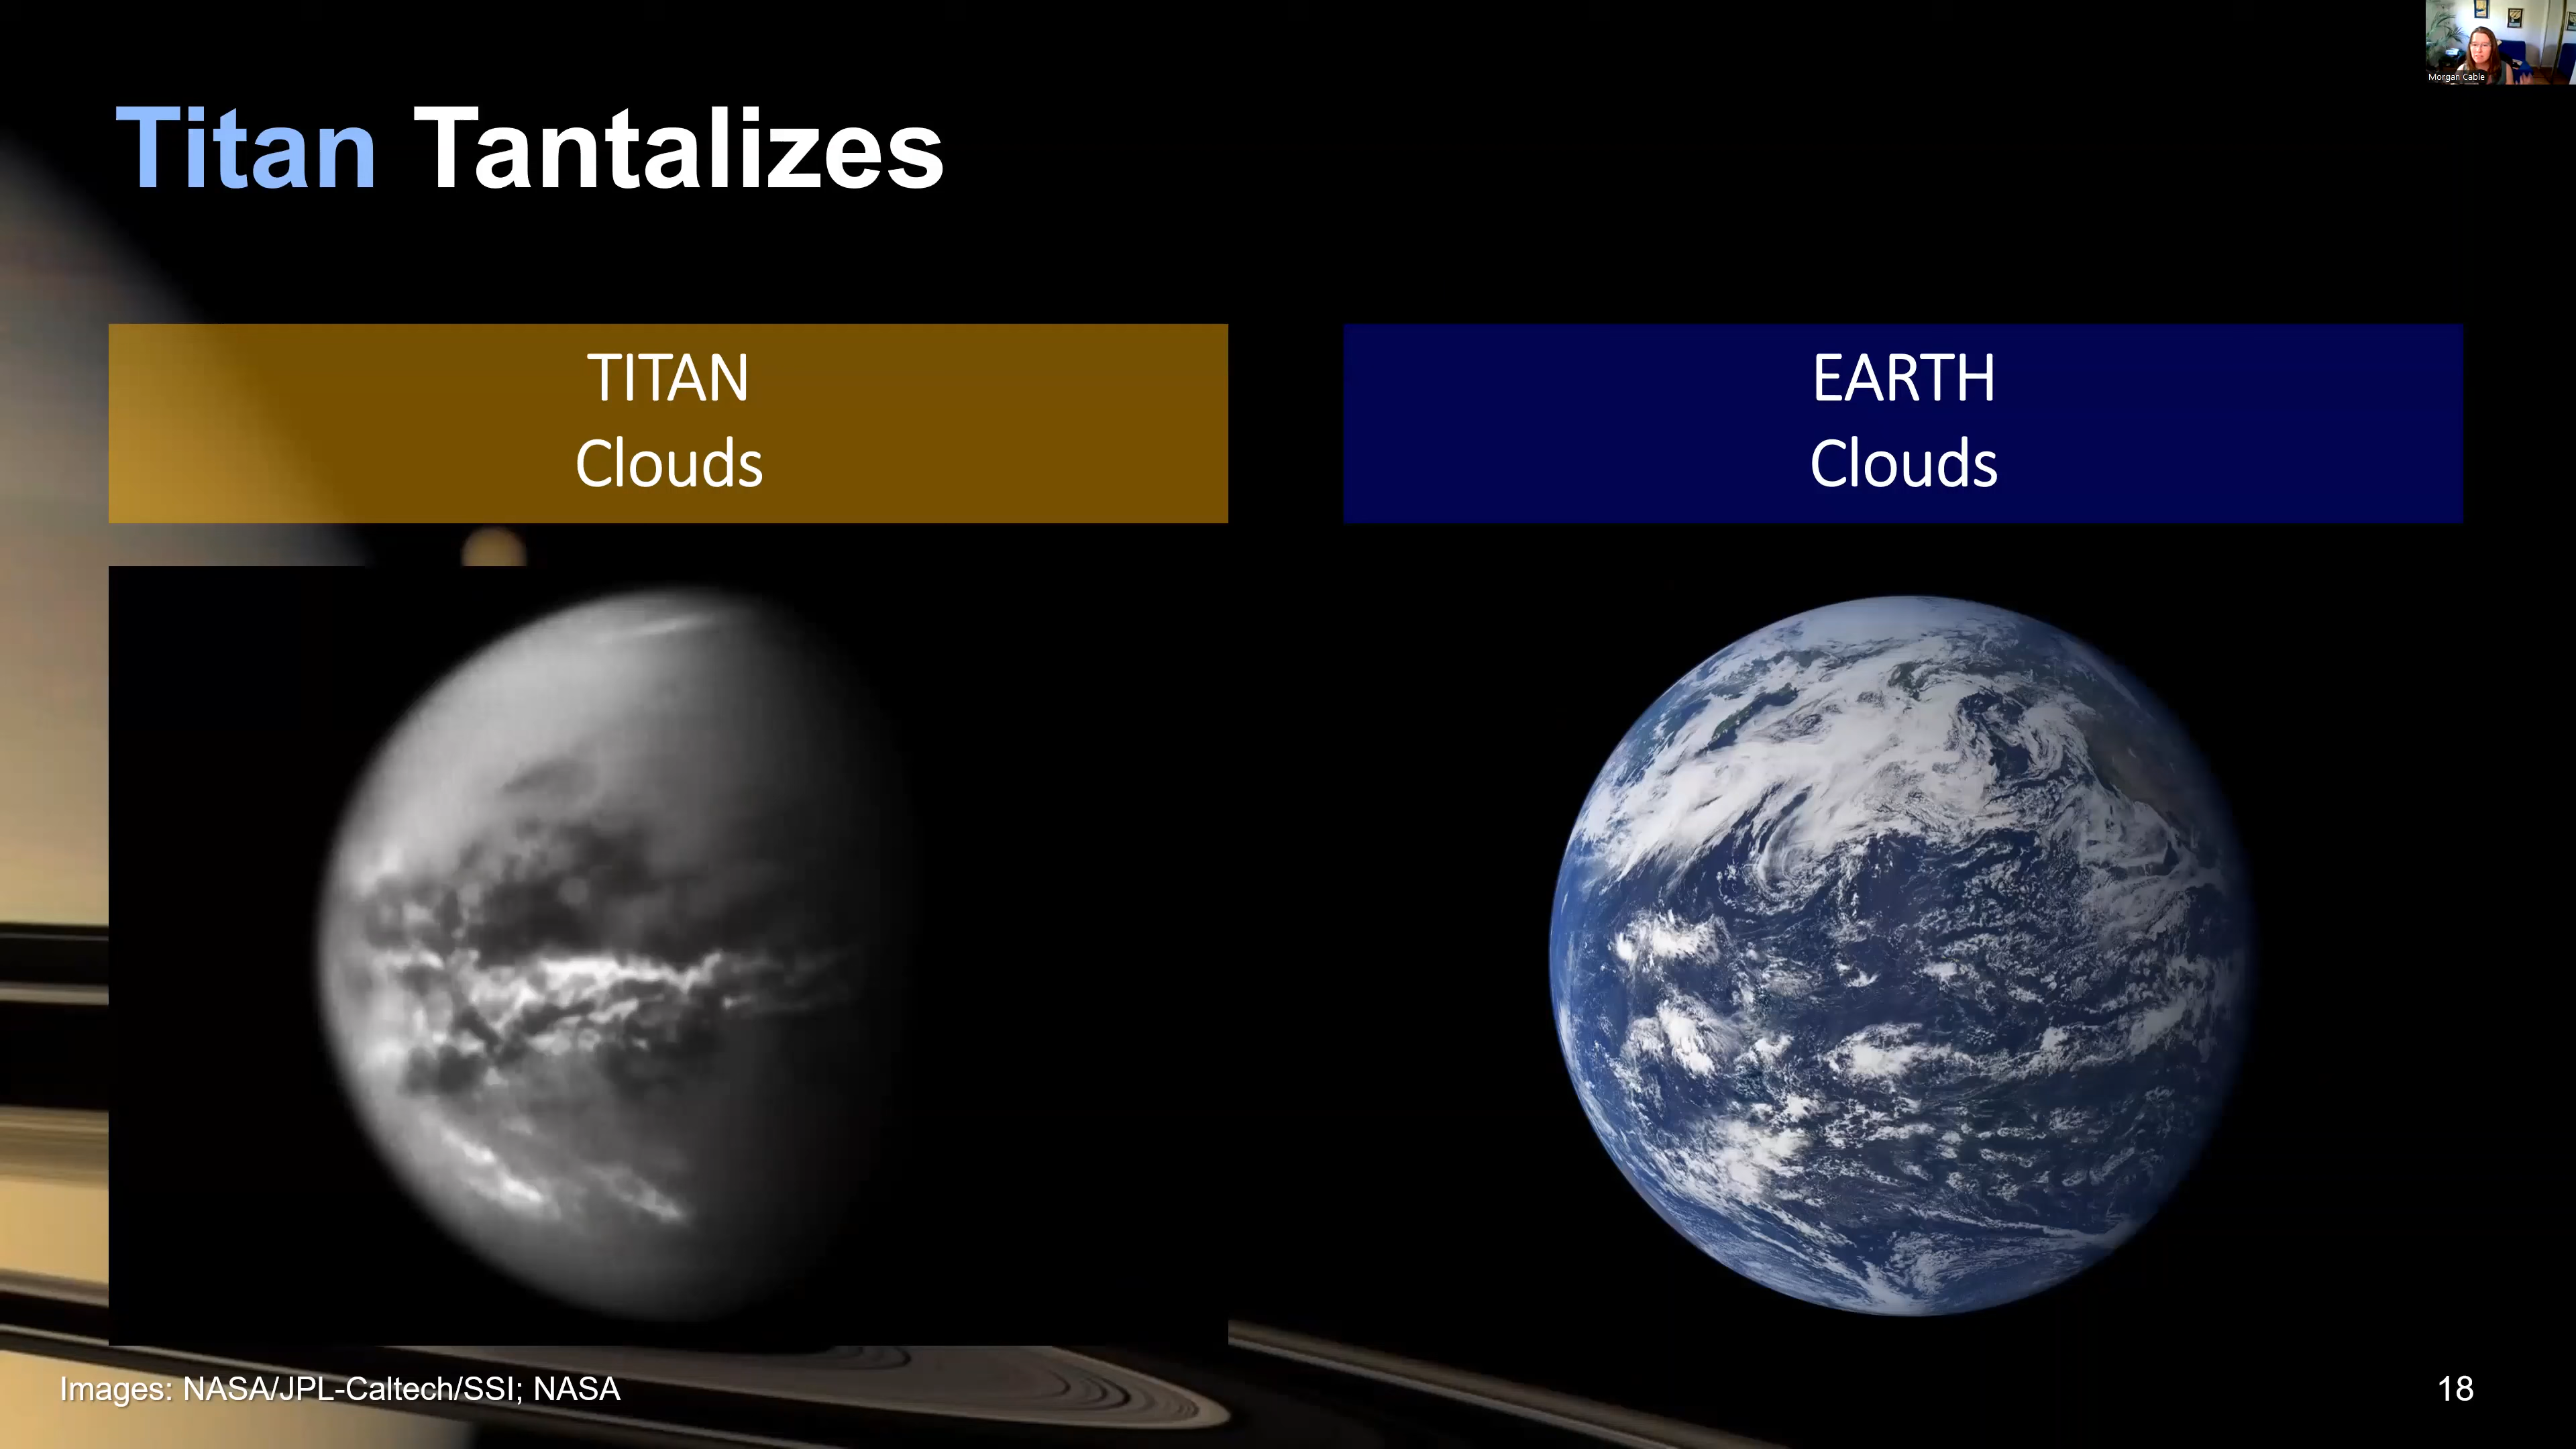 Morgan Cable
Titan Tantalizes
TITAN
Clouds
EARTH
Clouds
Images: NASA/JPL-Caltech/SSI; NASA
18